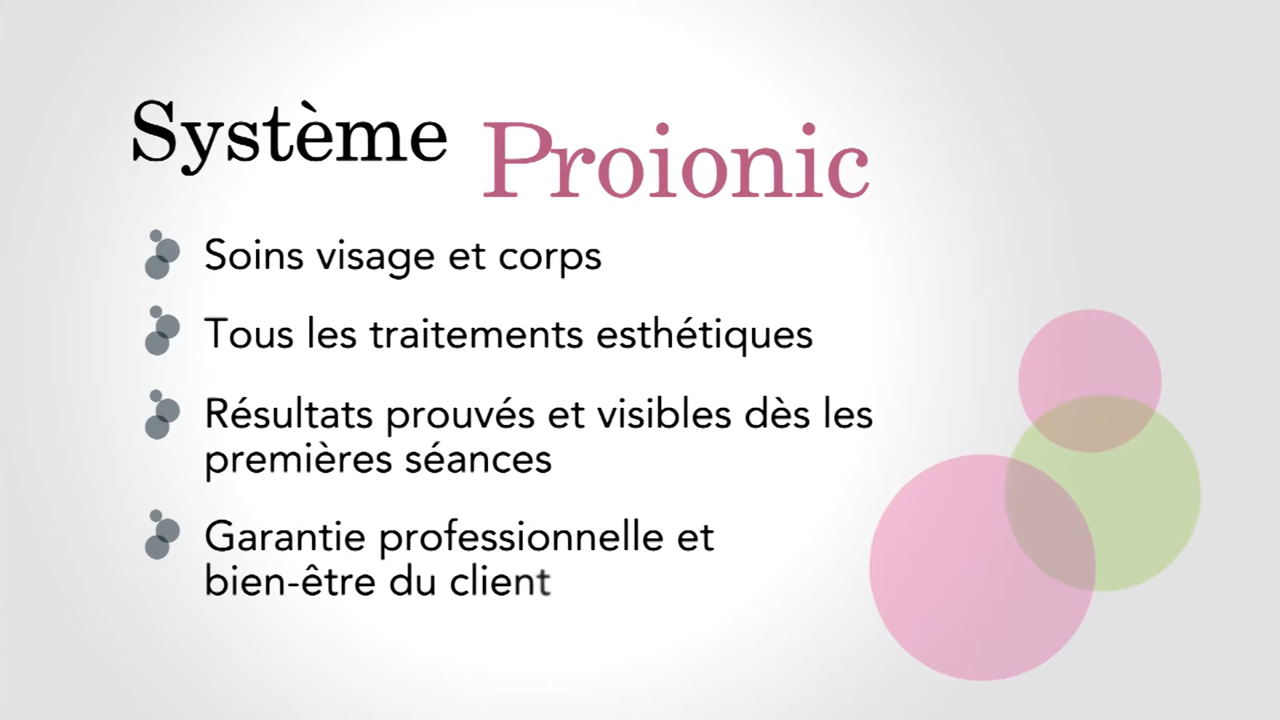 Système Proionic
Soins visage et corps
Tous les traitements esthétiques
Résultats prouvés et visibles dès les
premières séances
Garantie professionnelle et
bien-être du client